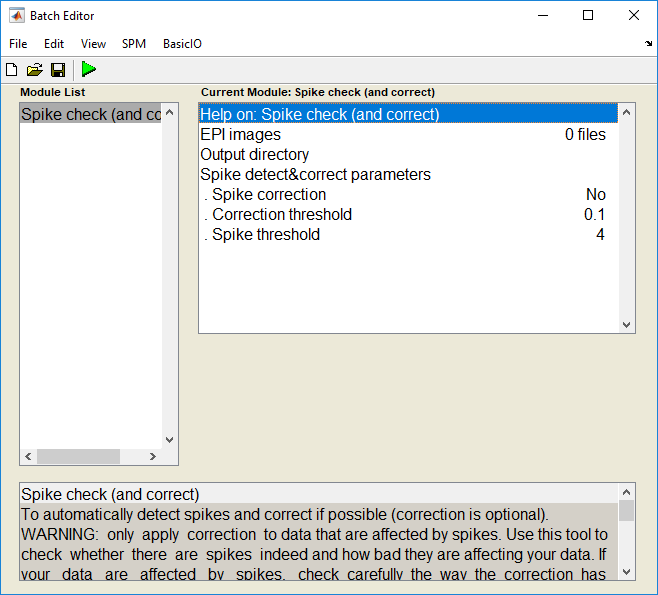 Batch Editor
File Edit View SPM BasicIO
Module List
Current Module: Spike check (and correct)
Spike check (and co
Help on: Spike check (and correct)
EPI images 0 files
Output directory
Spike detect&correct parameters
. Spike correction No
. Correction threshold 0.1
. Spike threshold 4
Spike check (and correct)
To automatically detect spikes and correct if possible (correction is optional).
WARNING: only apply correction to data that are affected by spikes. Use this tool to
check whether there are spikes indeed and how bad they are affecting your data. If
your data are affected by spikes, check carefully the way the correction has